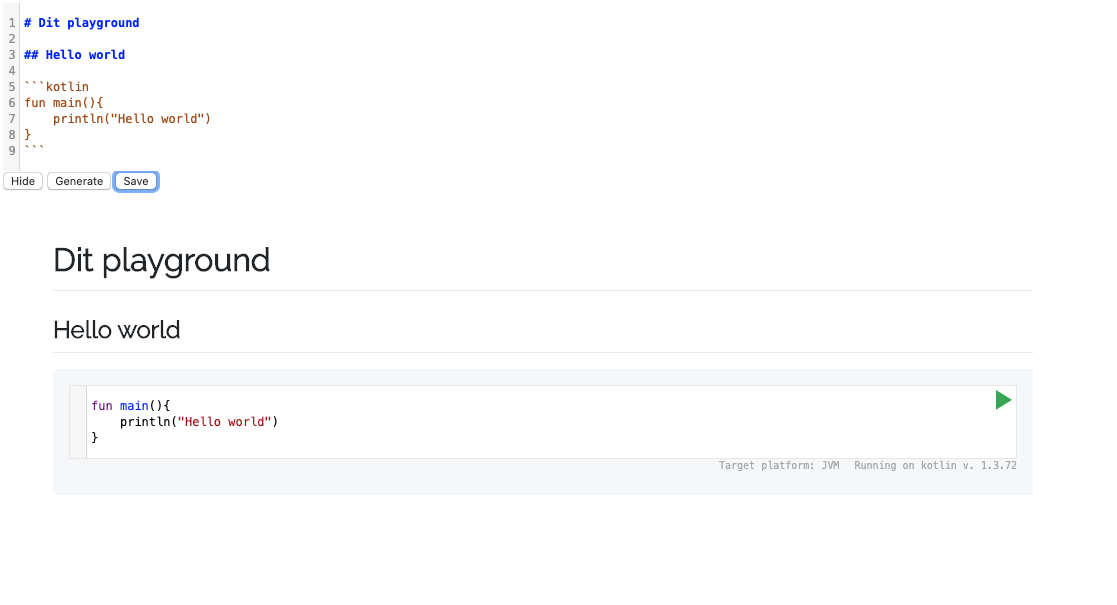 1 # Dit playground
2
3 ## Hello world
4
5 ```kotlin
6 fun main(){
7     println("Hello world")
8 }
9 ```
Hide Generate Save
Dit playground
Hello world
fun main(){
    println("Hello world")
}
Target platform: JVM Running on kotlin v. 1.3.72